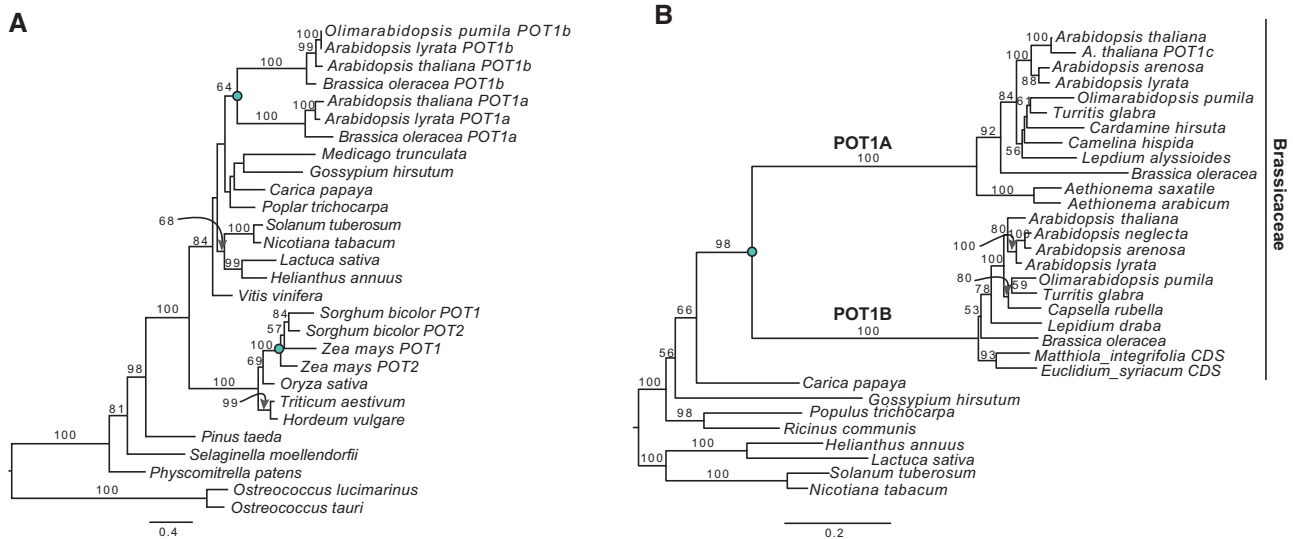 A
100
Olimarabidopsis pumila POT1b
99
Arabidopsis lyrata POT1b
100
Arabidopsis thaliana POT1b
Brassica oleracea POT1b
64
100
Arabidopsis thaliana POT1a
100
Arabidopsis lyrata POT1a
Brassica oleracea POT1a
Medicago trunculata
Gossypium hirsutum
Carica papaya
Poplar trichocarpa
68
100
Solanum tuberosum
Nicotiana tabacum
84
99
Lactuca sativa
Helianthus annuus
Vitis vinifera
100
84
Sorghum bicolor POT1
57
Sorghum bicolor POT2
100
Zea mays POT1
69
Zea mays POT2
100
Oryza sativa
99
Triticum aestivum
Hordeum vulgare
98
81
Pinus taeda
100
Selaginella moellendorfii
Physcomitrella patens
100
Ostreococcus lucimarinus
Ostreococcus tauri
0.4
B
100
Arabidopsis thaliana
100
A. thaliana POT1c
Arabidopsis arenosa
88
Arabidopsis lyrata
84
61
Olimarabidopsis pumila
Turritis glabra
92
Cardamine hirsuta
Camelina hispida
56
Lepdium alyssioides
POT1A
100
Brassica oleracea
100
Aethionema saxatile
Aethionema arabicum
Arabidopsis thaliana
80
100
Arabidopsis neglecta
100
Arabidopsis arenosa
100
Arabidopsis lyrata
80
59
Olimarabidopsis pumila
78
Turritis glabra
Capsella rubella
53
Lepidium draba
98
POT1B
100
Brassica oleracea
93
Matthiola_integrifolia CDS
Euclidium_syriacum CDS
Brassicaceae
66
56
Carica papaya
Gossypium hirsutum
100
98
Populus trichocarpa
Ricinus communis
100
100
Helianthus annuus
Lactuca sativa
100
Solanum tuberosum
Nicotiana tabacum
0.2